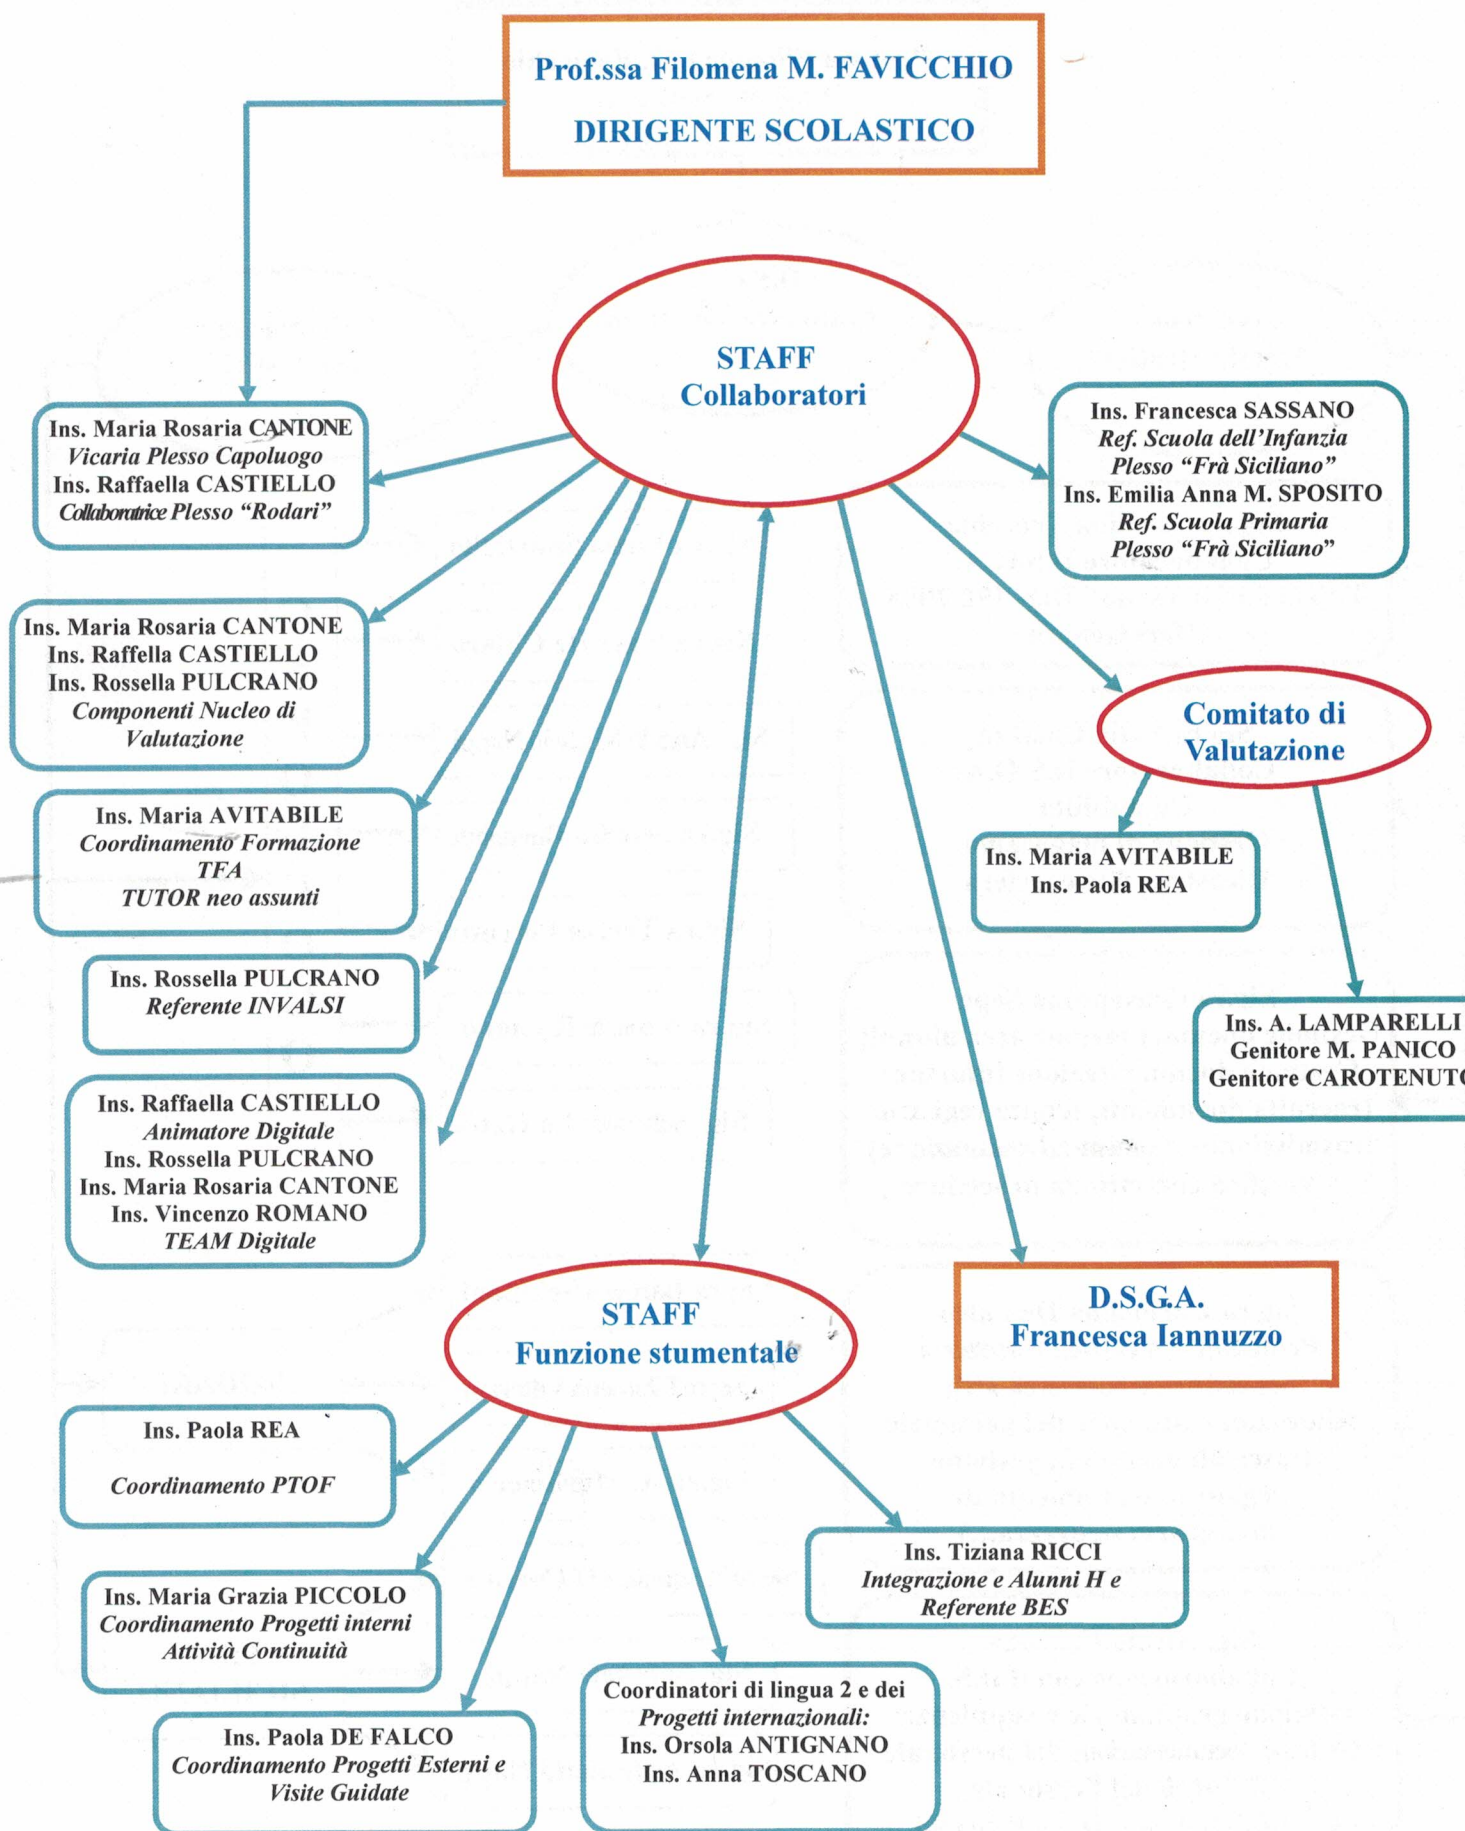 Prof.ssa Filomena M. FAVICCHIO
DIRIGENTE SCOLASTICO
STAFF
Collaboratori
Ins. Maria Rosaria CANTONE
Vicaria Plesso Capoluogo
Ins. Raffaella CASTIELLO
Collaboratrice Plesso “Rodari”
Ins. Francesca SASSANO
Ref. Scuola dell’Infanzia
Plesso “Frà Siciliano”
Ins. Emilia Anna M. SPOSITO
Ref. Scuola Primaria
Plesso “Frà Siciliano”
Ins. Maria Rosaria CANTONE
Ins. Raffella CASTIELLO
Ins. Rossella PULCRANO
Componenti Nucleo di
Valutazione
Comitato di
Valutazione
Ins. Maria AVITABILE
Coordinamento Formazione
TFA
TUTOR neo assunti
Ins. Maria AVITABILE
Ins. Paola REA
Ins. Rossella PULCRANO
Referente INVALSI
Ins. A. LAMPARELLI
Genitore M. PANICO
Genitore CAROTENUTO
Ins. Raffaella CASTIELLO
Animatore Digitale
Ins. Rossella PULCRANO
Ins. Maria Rosaria CANTONE
Ins. Vincenzo ROMANO
TEAM Digitale
STAFF
Funzione stumentale
D.S.G.A.
Francesca Iannuzzo
Ins. Paola REA
Coordinamento PTOF
Ins. Tiziana RICCI
Integrazione e Alunni H e
Referente BES
Ins. Maria Grazia PICCOLO
Coordinamento Progetti interni
Attività Continuità
Coordinatori di lingua 2 e dei
Progetti internazionali:
Ins. Orsola ANTIGNANO
Ins. Anna TOSCANO
Ins. Paola DE FALCO
Coordinamento Progetti Esterni e
Visite Guidate